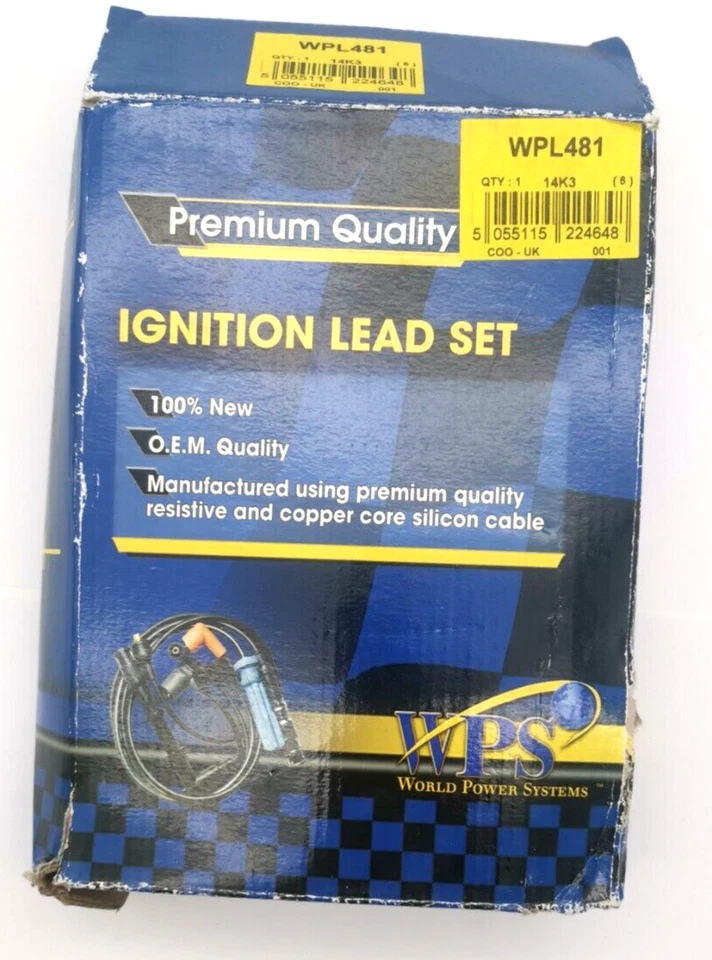 WPL481
QTY : 1 14K3 (6)
5 055115 224648
COO - UK 001
WPL481
QTY : 1 14K3 (6)
5 055115 224648
COO - UK 001
Premium Quality
IGNITION LEAD SET
100% New
O.E.M. Quality
Manufactured using premium quality
resistive and copper core silicon cable
WPS
WORLD POWER SYSTEMS ™